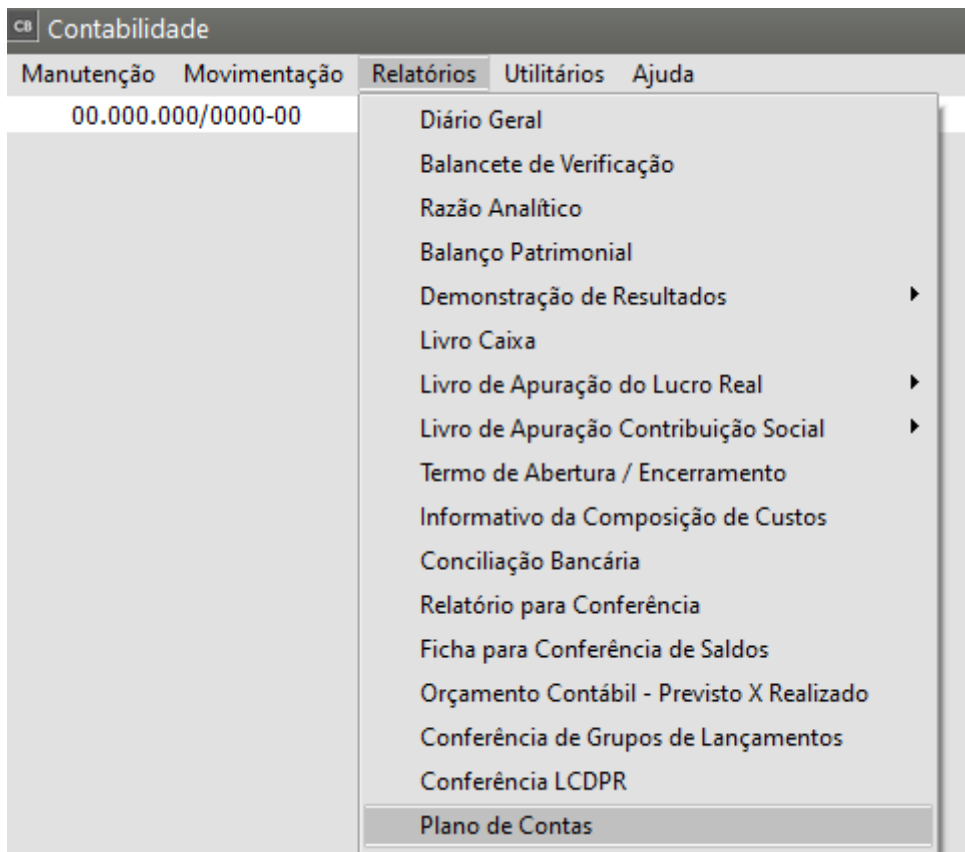 CB Contabilidade
Manutenção Movimentação Relatórios Utilitários Ajuda
00.000.000/0000-00
Diário Geral
Balancete de Verificação
Razão Analítico
Balanço Patrimonial
Demonstração de Resultados
Livro Caixa
Livro de Apuração do Lucro Real
Livro de Apuração Contribuição Social
Termo de Abertura / Encerramento
Informativo da Composição de Custos
Conciliação Bancária
Relatório para Conferência
Ficha para Conferência de Saldos
Orçamento Contábil - Previsto X Realizado
Conferência de Grupos de Lançamentos
Conferência LCDPR
Plano de Contas